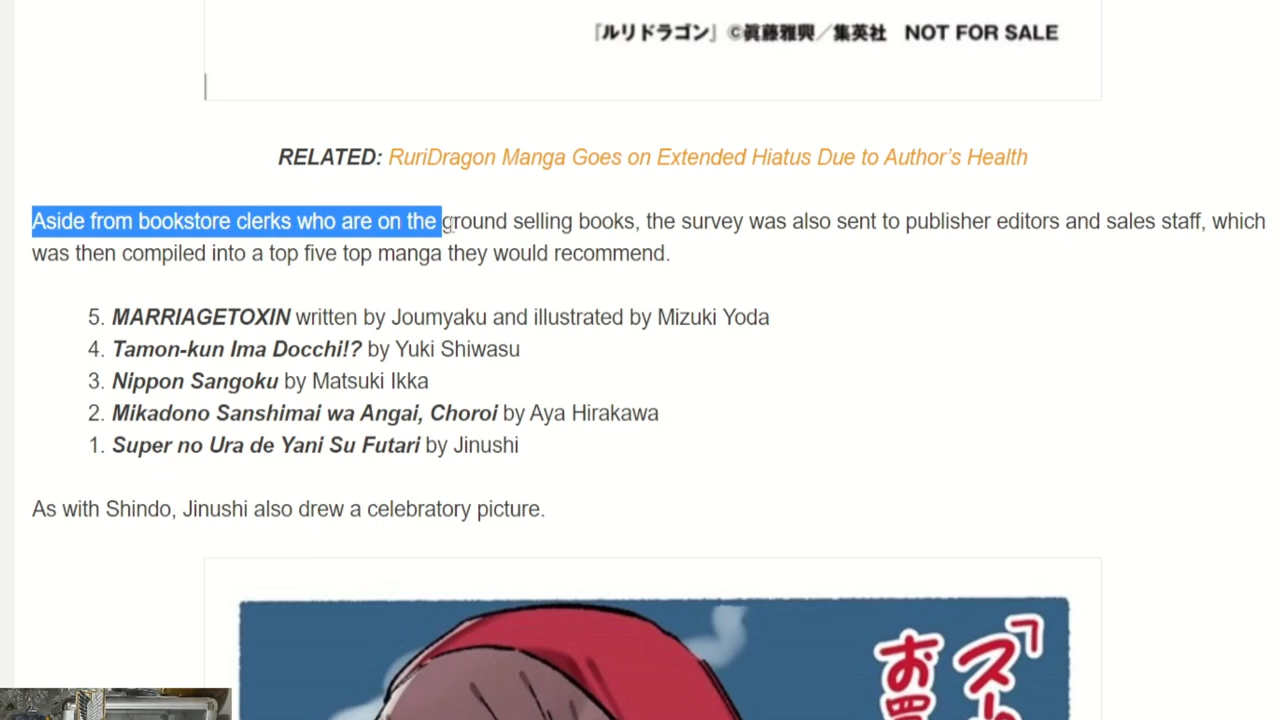 『ルリドラゴン』 ©眞藤雅興／集英社 NOT FOR SALE
RELATED: RuriDragon Manga Goes on Extended Hiatus Due to Author's Health
Aside from bookstore clerks who are on the ground selling books, the survey was also sent to publisher editors and sales staff, which
was then compiled into a top five top manga they would recommend.
5. MARRIAGETOXIN written by Joumyaku and illustrated by Mizuki Yoda
4. Tamon-kun Ima Docchi!? by Yuki Shiwasu
3. Nippon Sangoku by Matsuki Ikka
2. Mikadono Sanshimai wa Angai, Choroi by Aya Hirakawa
1. Super no Ura de Yani Su Futari by Jinushi
As with Shindo, Jinushi also drew a celebratory picture.
「スー
お買